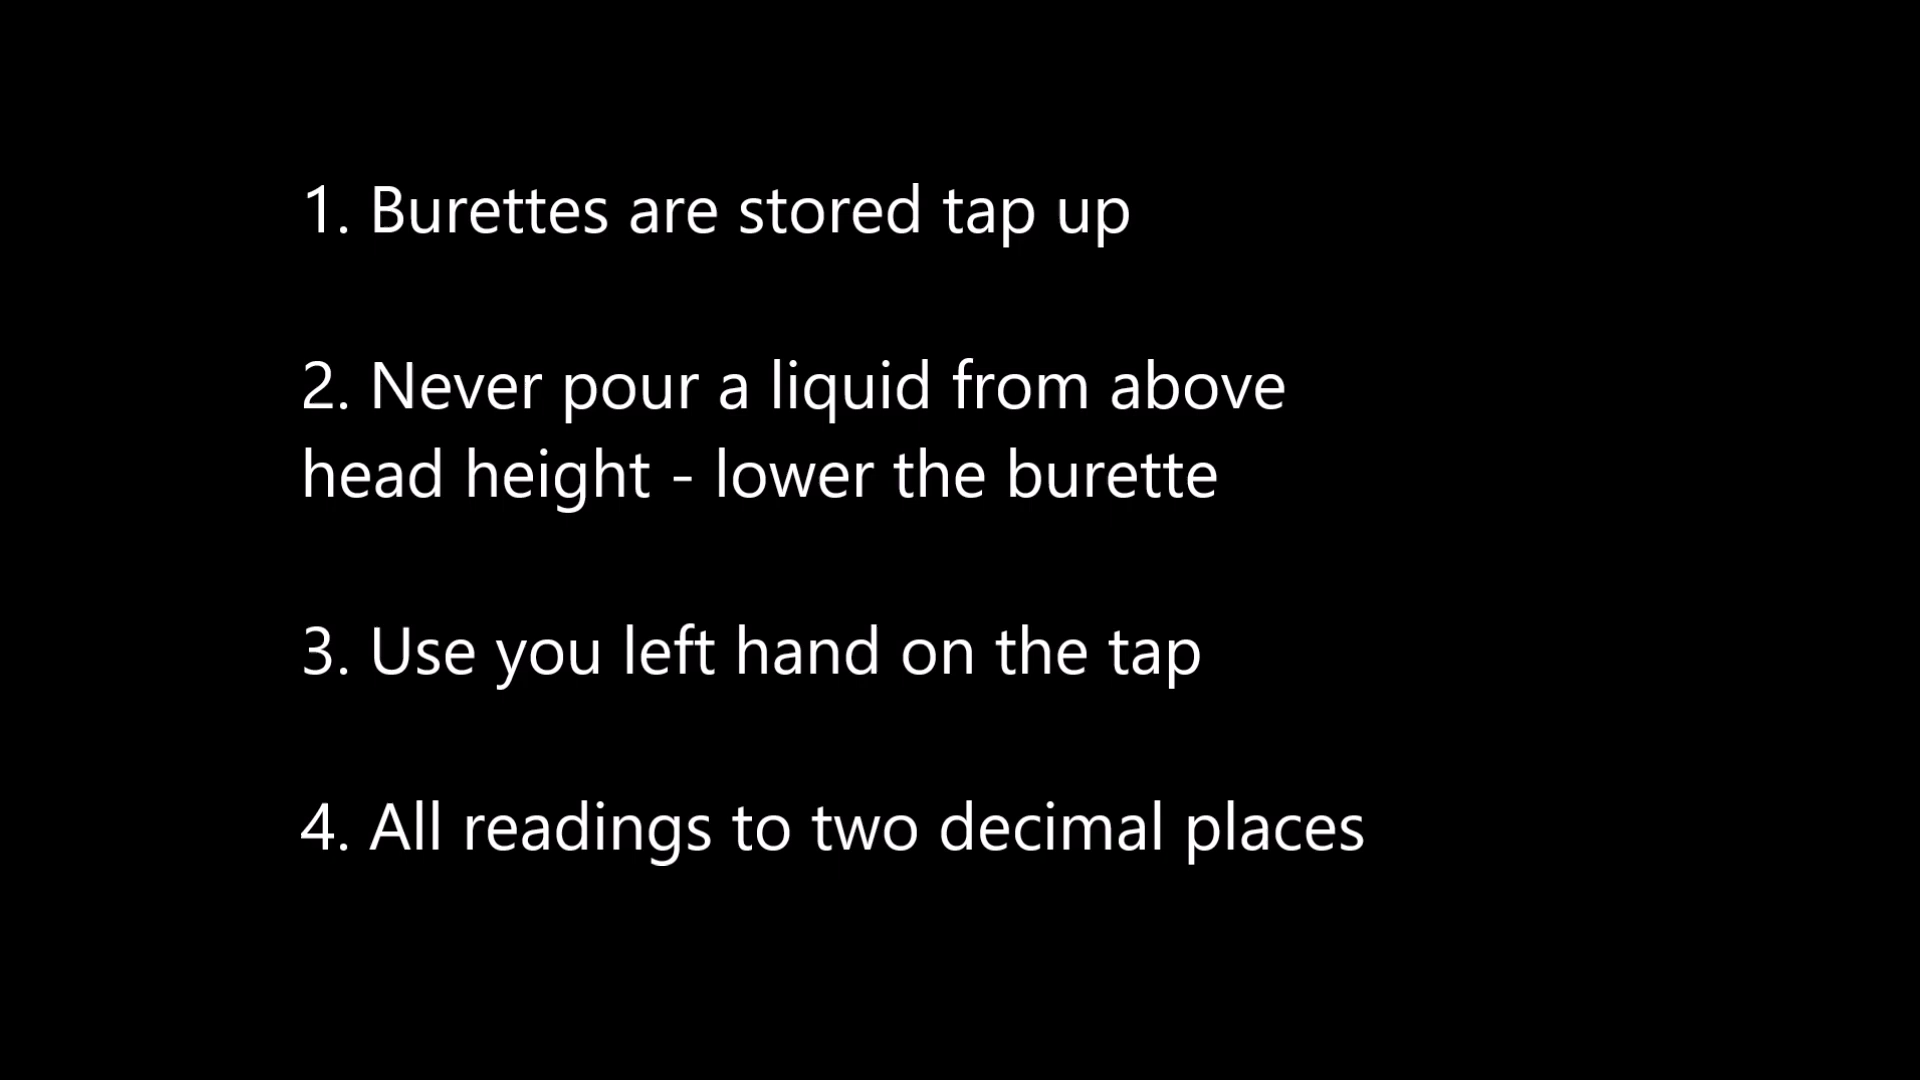 1. Burettes are stored tap up
2. Never pour a liquid from above
head height - lower the burette
3. Use you left hand on the tap
4. All readings to two decimal places